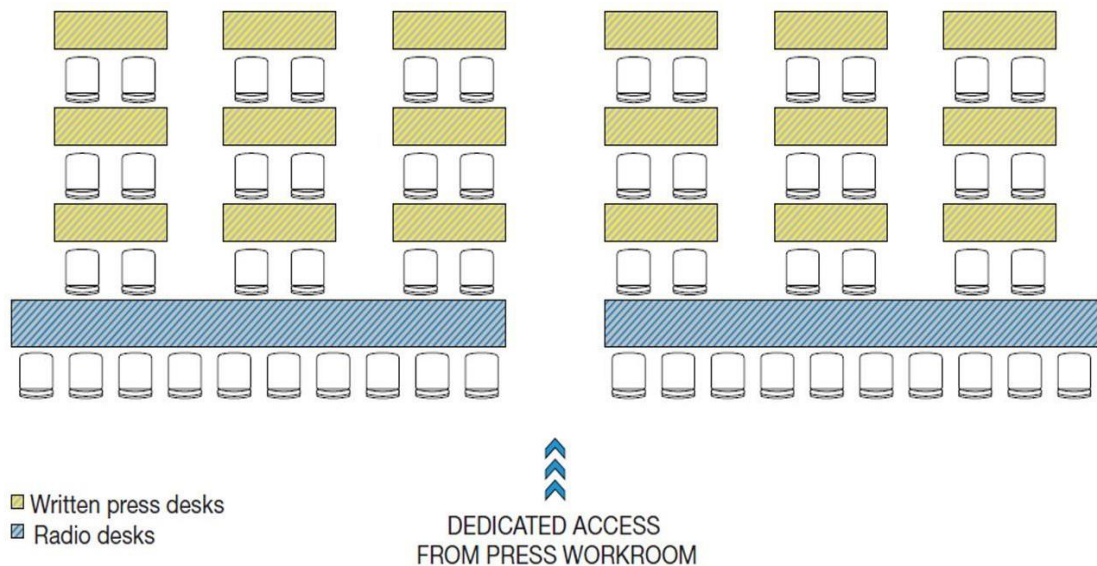 Written press desks
Radio desks
DEDICATED ACCESS
FROM PRESS WORKROOM